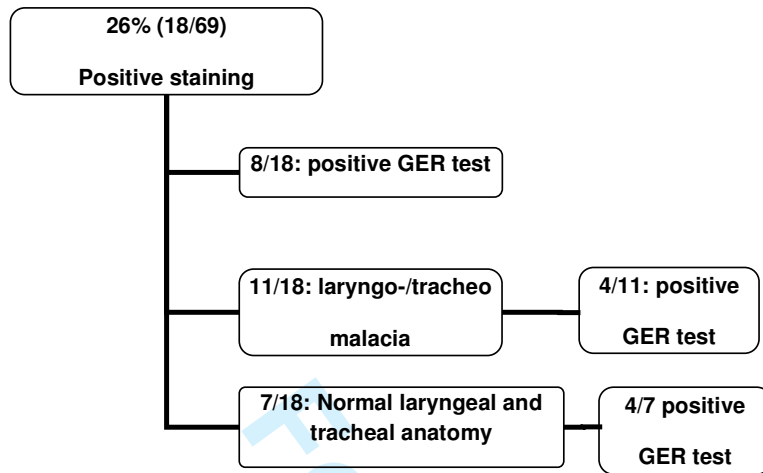 26% (18/69)
Positive staining
8/18: positive GER test
11/18: laryngo-/tracheo
malacia
4/11: positive
GER test
7/18: Normal laryngeal and
tracheal anatomy
4/7 positive
GER test